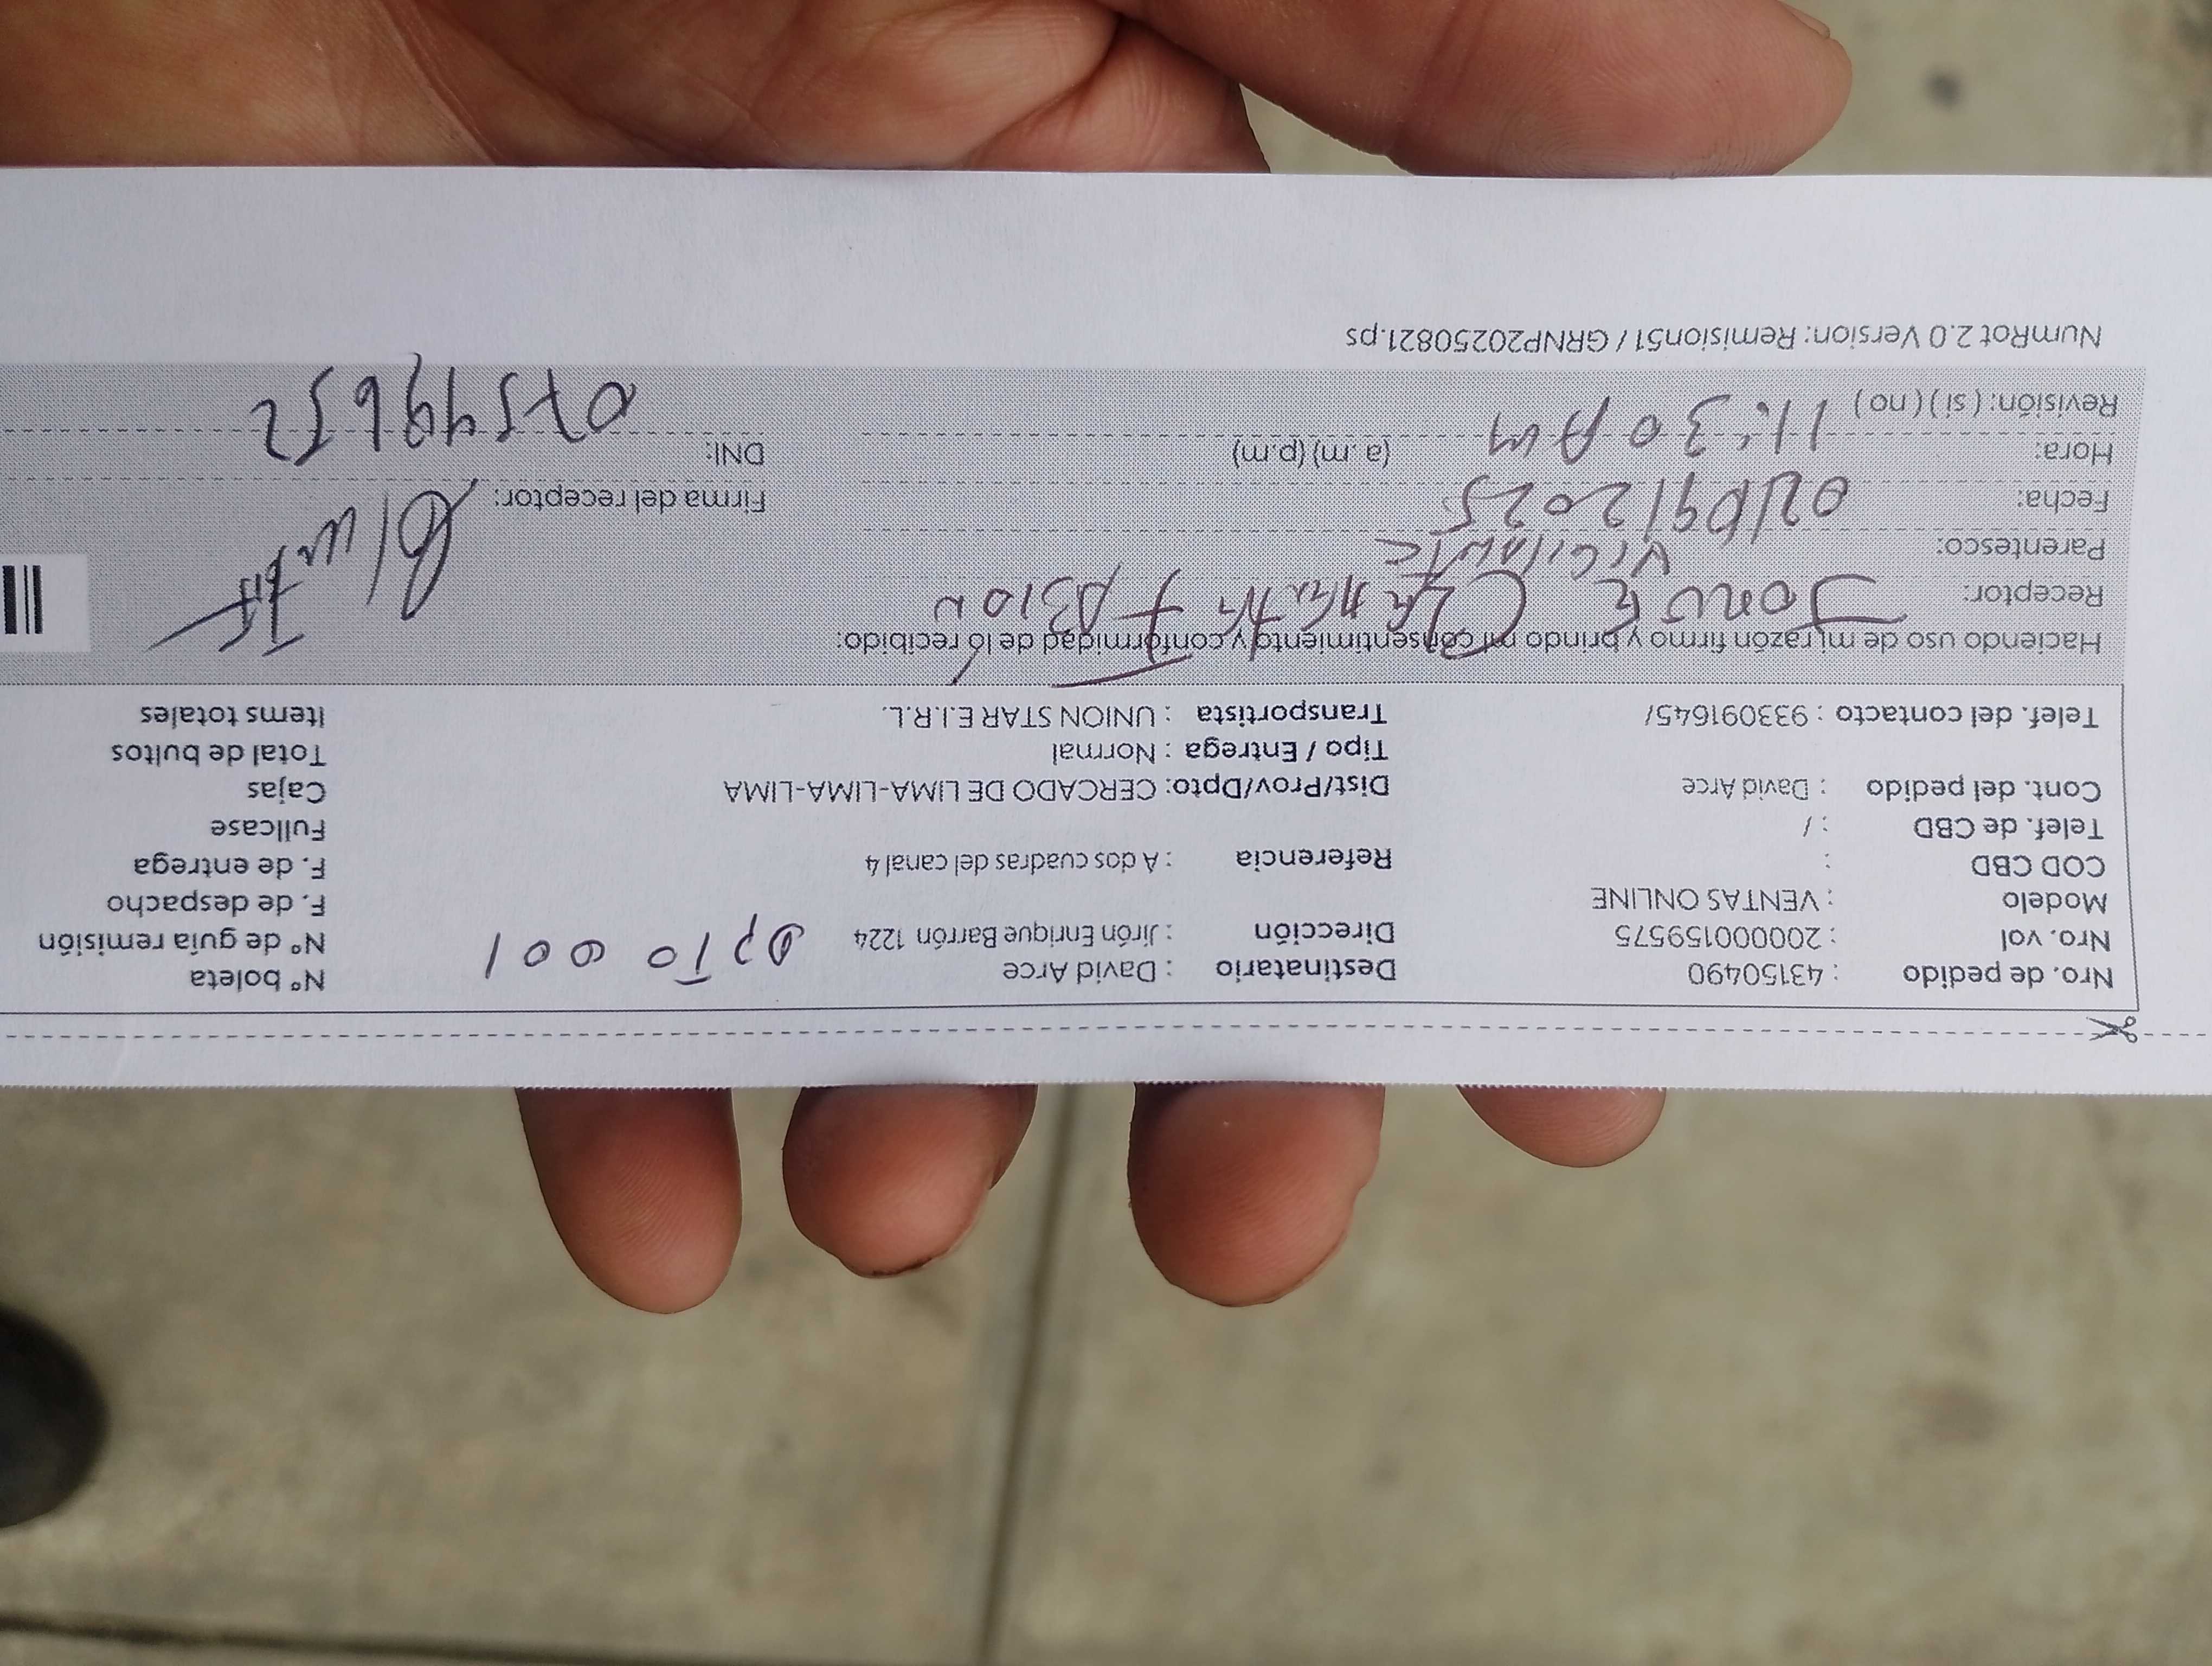 Nro. de pedido : 43150490 Destinatario : David Arce Nº boleta
Nro. vol : 200000159575 Dirección : Jirón Enrique Barrón 1224 Dpto 001 Nº de guía remisión
Modelo : VENTAS ONLINE F. de despacho
COD CBD : Referencia : A dos cuadras del canal 4 F. de entrega
Telef. de CBD : / Fullcase
Cont. del pedido : David Arce Dist/Prov/Dpto: CERCADO DE LIMA-LIMA-LIMA Cajas
Tipo / Entrega : Normal Total de bultos
Telef. del contacto : 933091645/ Transportista : UNION STAR E.I.R.L. Items totales
Haciendo uso de mi razón firmo y brindo mi consentimiento y conformidad de lo recibido:
Receptor: JORGE
Parentesco: VIGILANTE
Fecha: 02/09/2025 Firma del receptor:
Hora: 11:30 AM (a.m) (p.m) DNI: 07549652
Revisión: ( si ) ( no )
NumRot 2.0 Version: Remision51 / GRNP20250821.ps